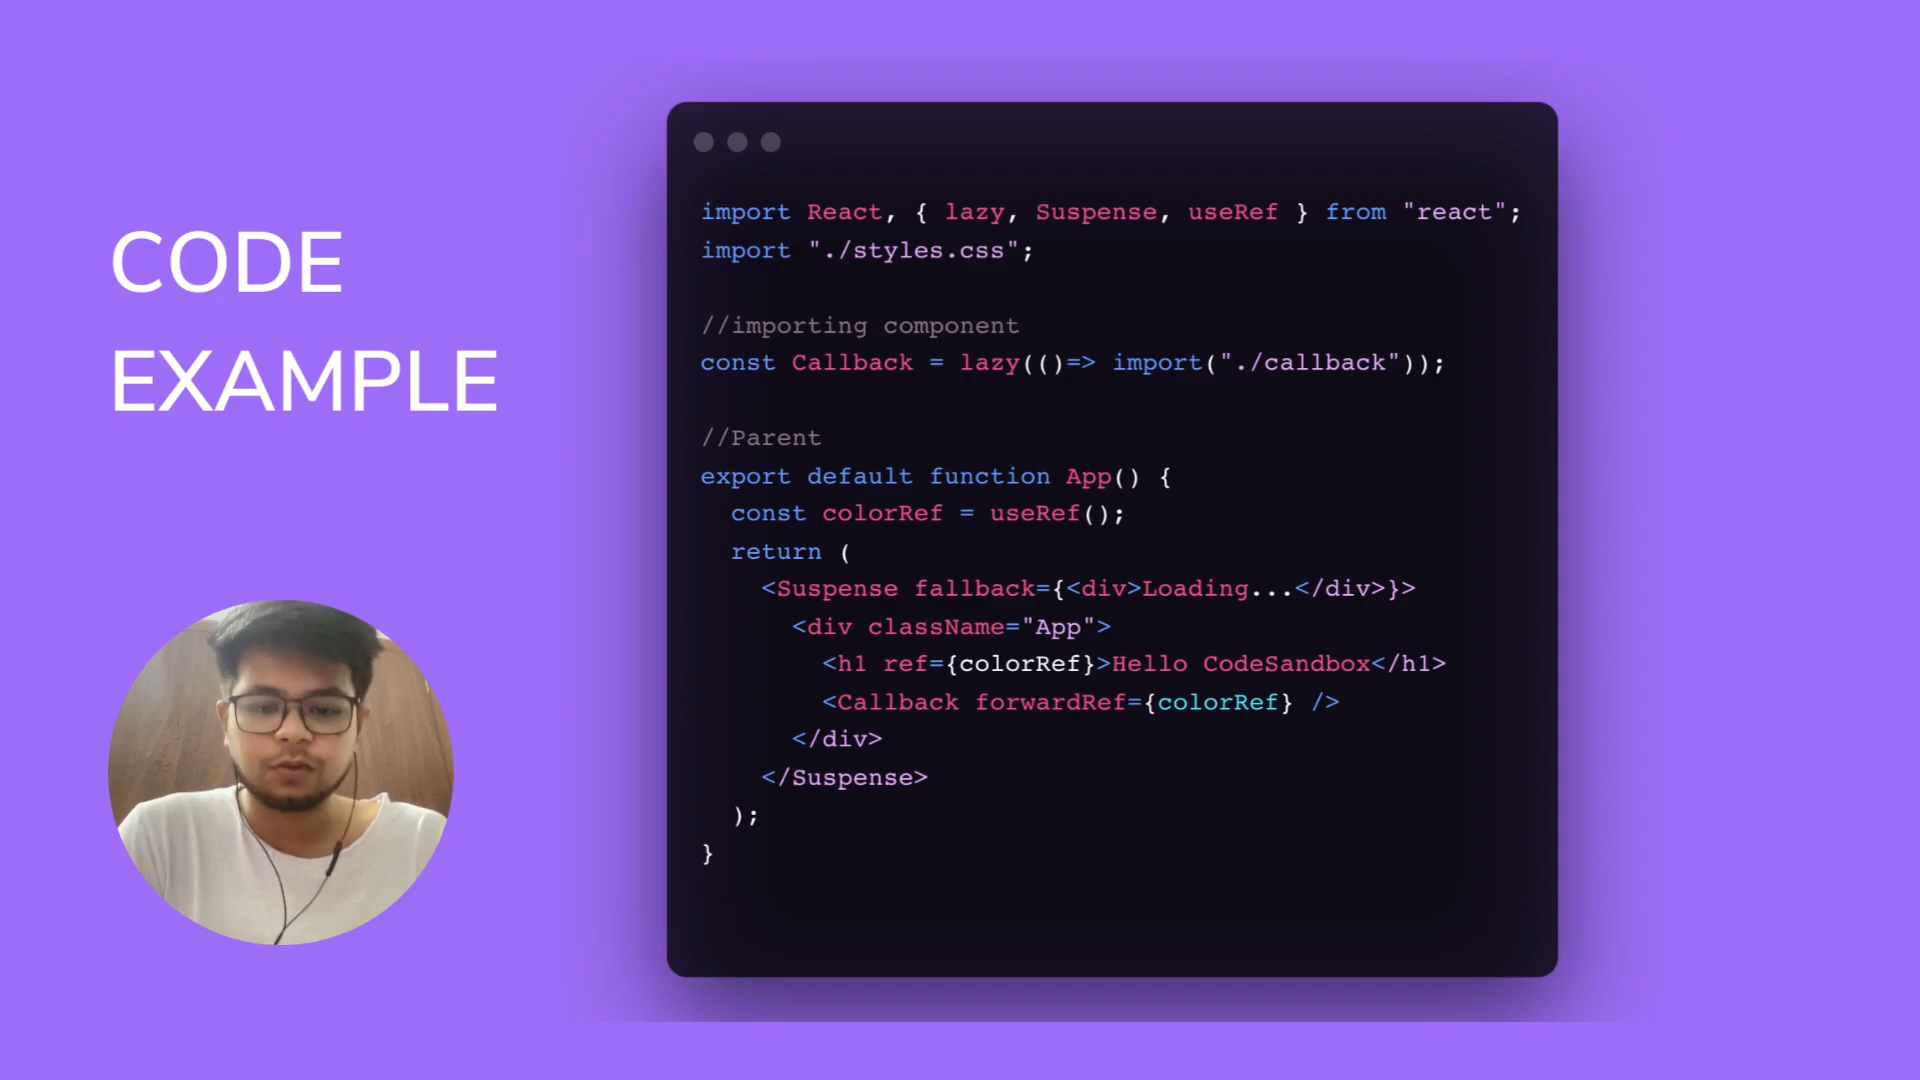 CODE
EXAMPLE
import React, { lazy, Suspense, useRef } from "react";
import "./styles.css";
//importing component
const Callback = lazy(()=> import("./callback"));
//Parent
export default function App() {
const colorRef = useRef();
return (
<Suspense fallback={<div>Loading...</div>}>
<div className="App">
<h1 ref={colorRef}>Hello CodeSandbox</h1>
<Callback forwardRef={colorRef} />
</div>
</Suspense>
);
}